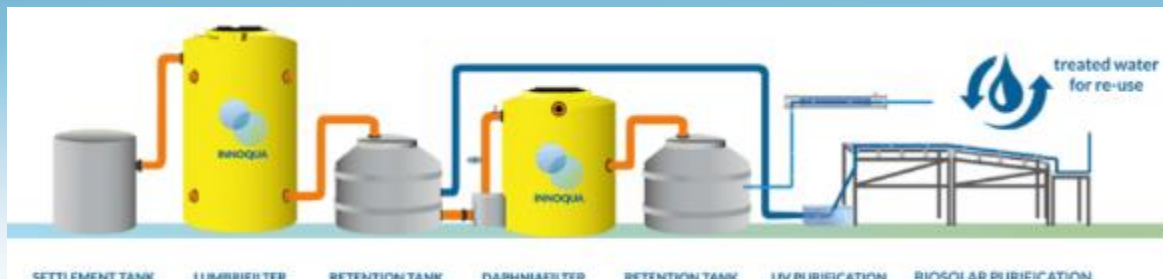 treated water
for re-use
INNOQUA
INNOQUA
SETTLEMENT TANK
LUMBRIFILTER
RETENTION TANK
DAPHNIAFILTER
RETENTION TANK
UV PURIFICATION
BIOSOLAR PURIFICATION